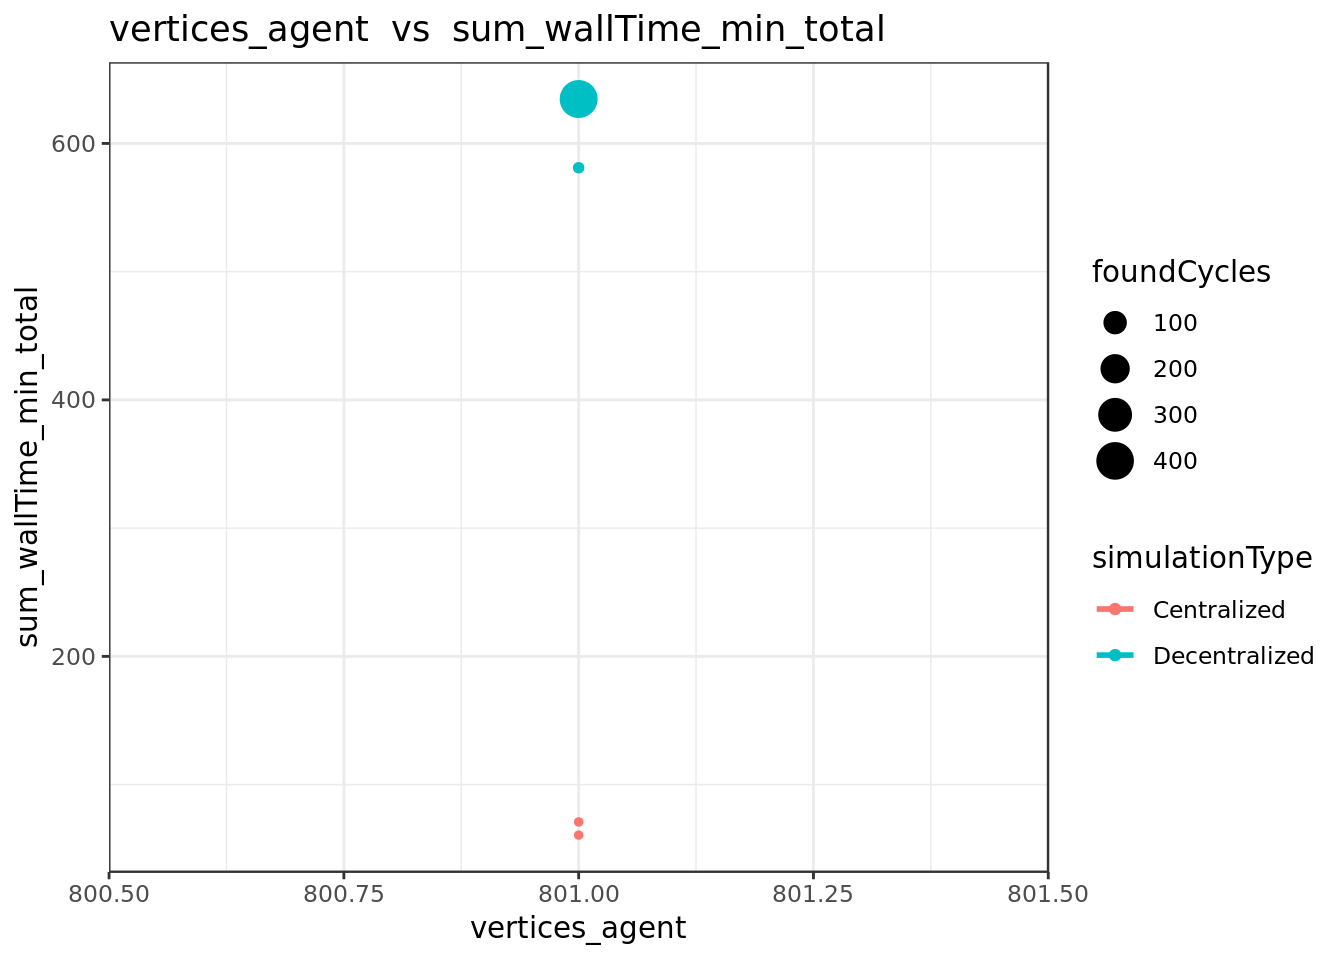 vertices_agent  vs  sum_wallTime_min_total
sum_wallTime_min_total
600
400
200
800.50
800.75
801.00
801.25
801.50
vertices_agent
foundCycles
100
200
300
400
simulationType
Centralized
Decentralized